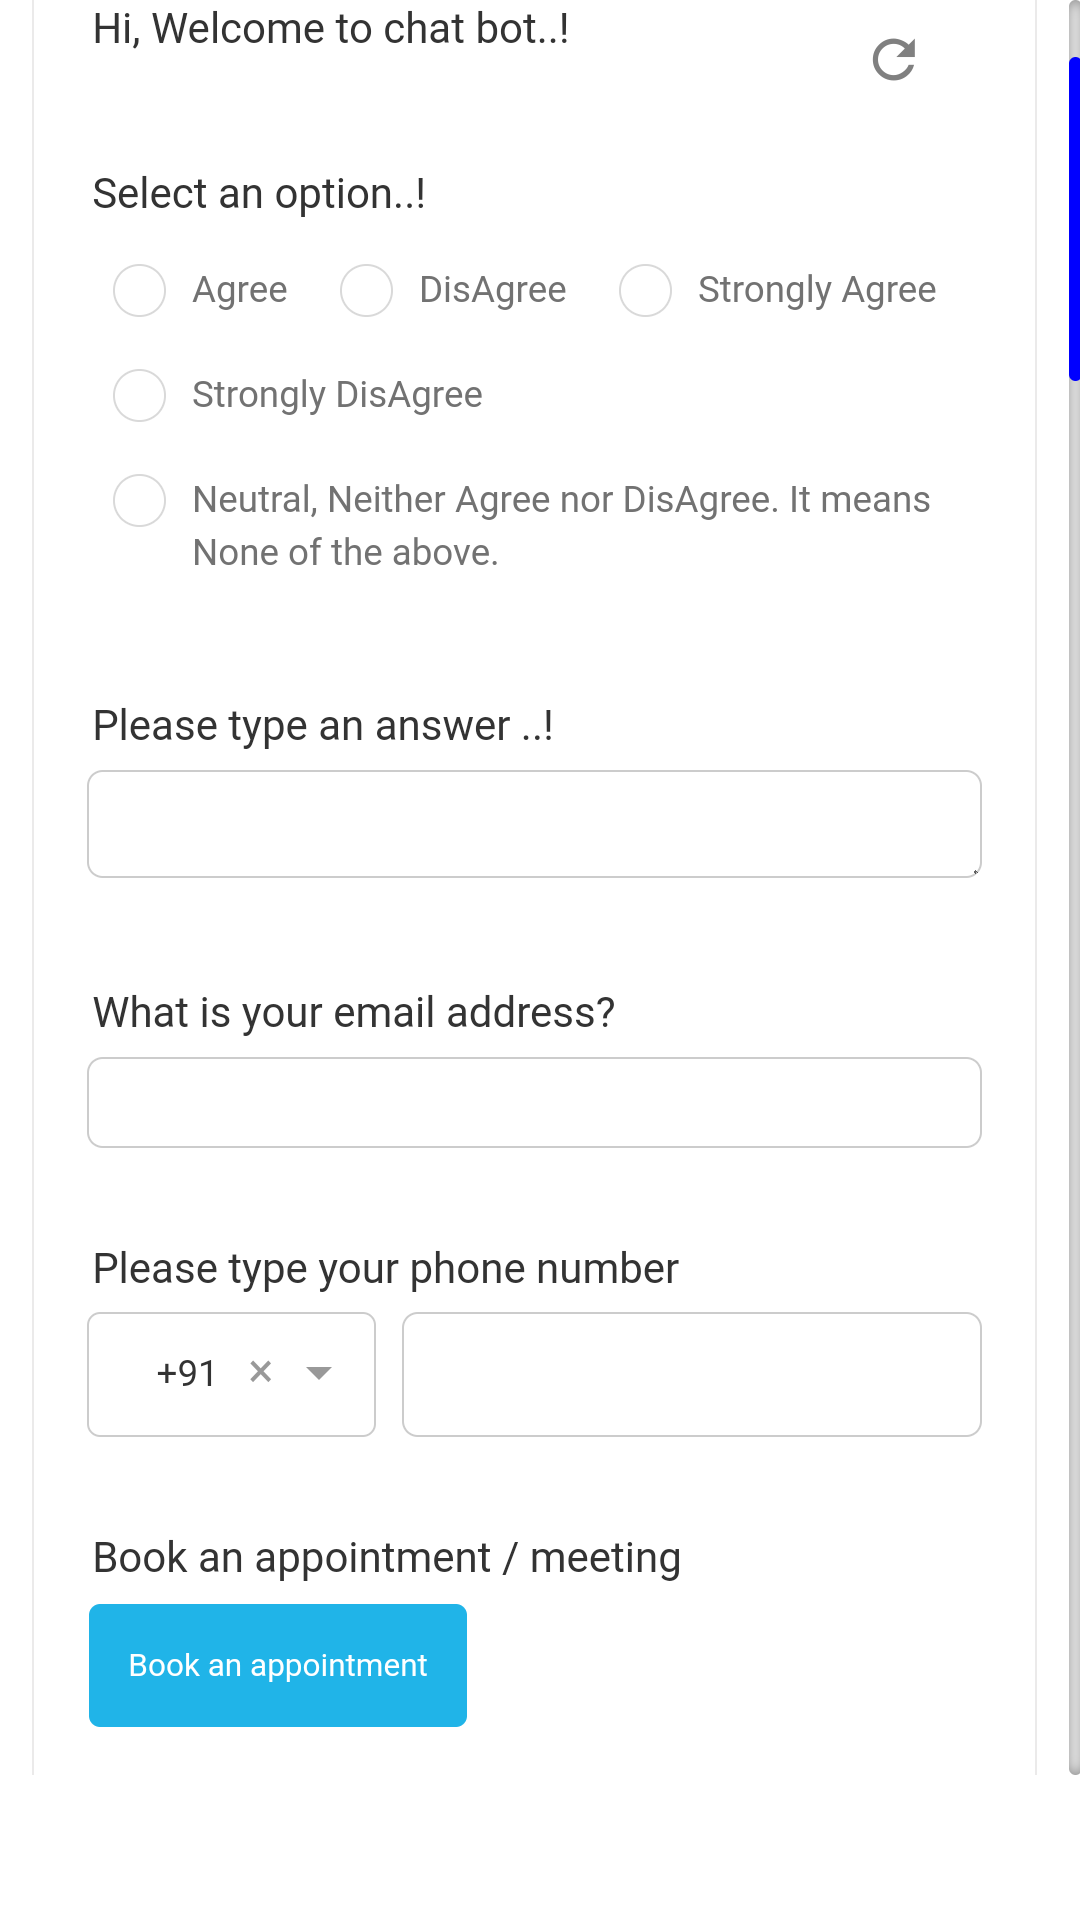 Hi, Welcome to chat bot..!
Select an option..!
Agree DisAgree Strongly Agree
Strongly DisAgree
Neutral, Neither Agree nor DisAgree. It means
None of the above.
Please type an answer ..!
What is your email address?
Please type your phone number
+91 ×
Book an appointment / meeting
Book an appointment